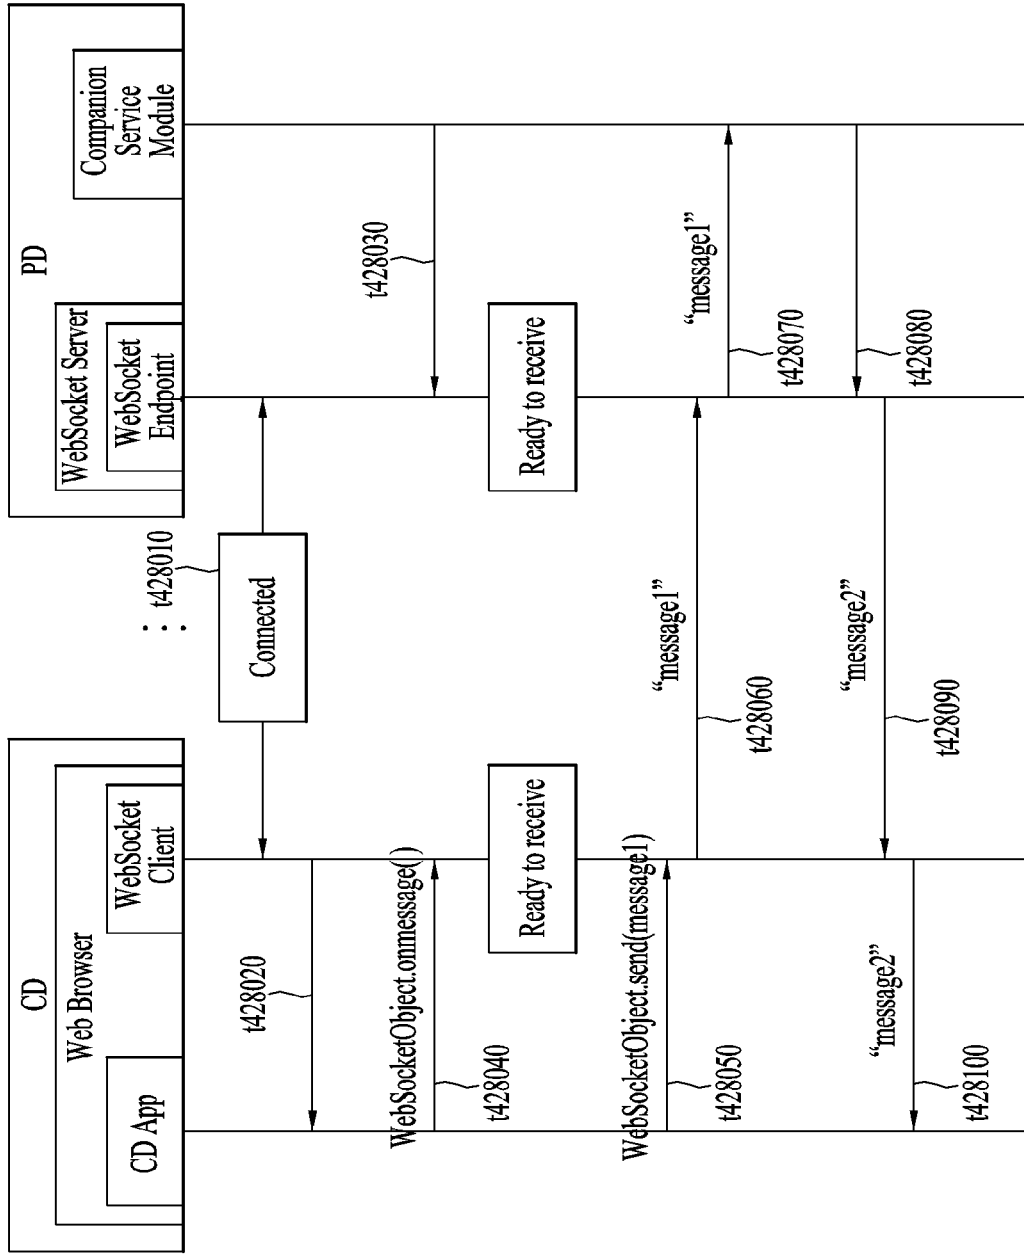 CD
Web Browser
CD App
WebSocket
Client
PD
WebSocket Server
WebSocket
Endpoint
Companion
Service
Module
t428010
Connected
t428020
t428030
WebSocketObject.onmessage()
t428040
Ready to receive
Ready to receive
WebSocketObject.send(message1)
t428050
“message1”
t428060
“message1”
t428070
t428080
“message2”
t428090
“message2”
t428100